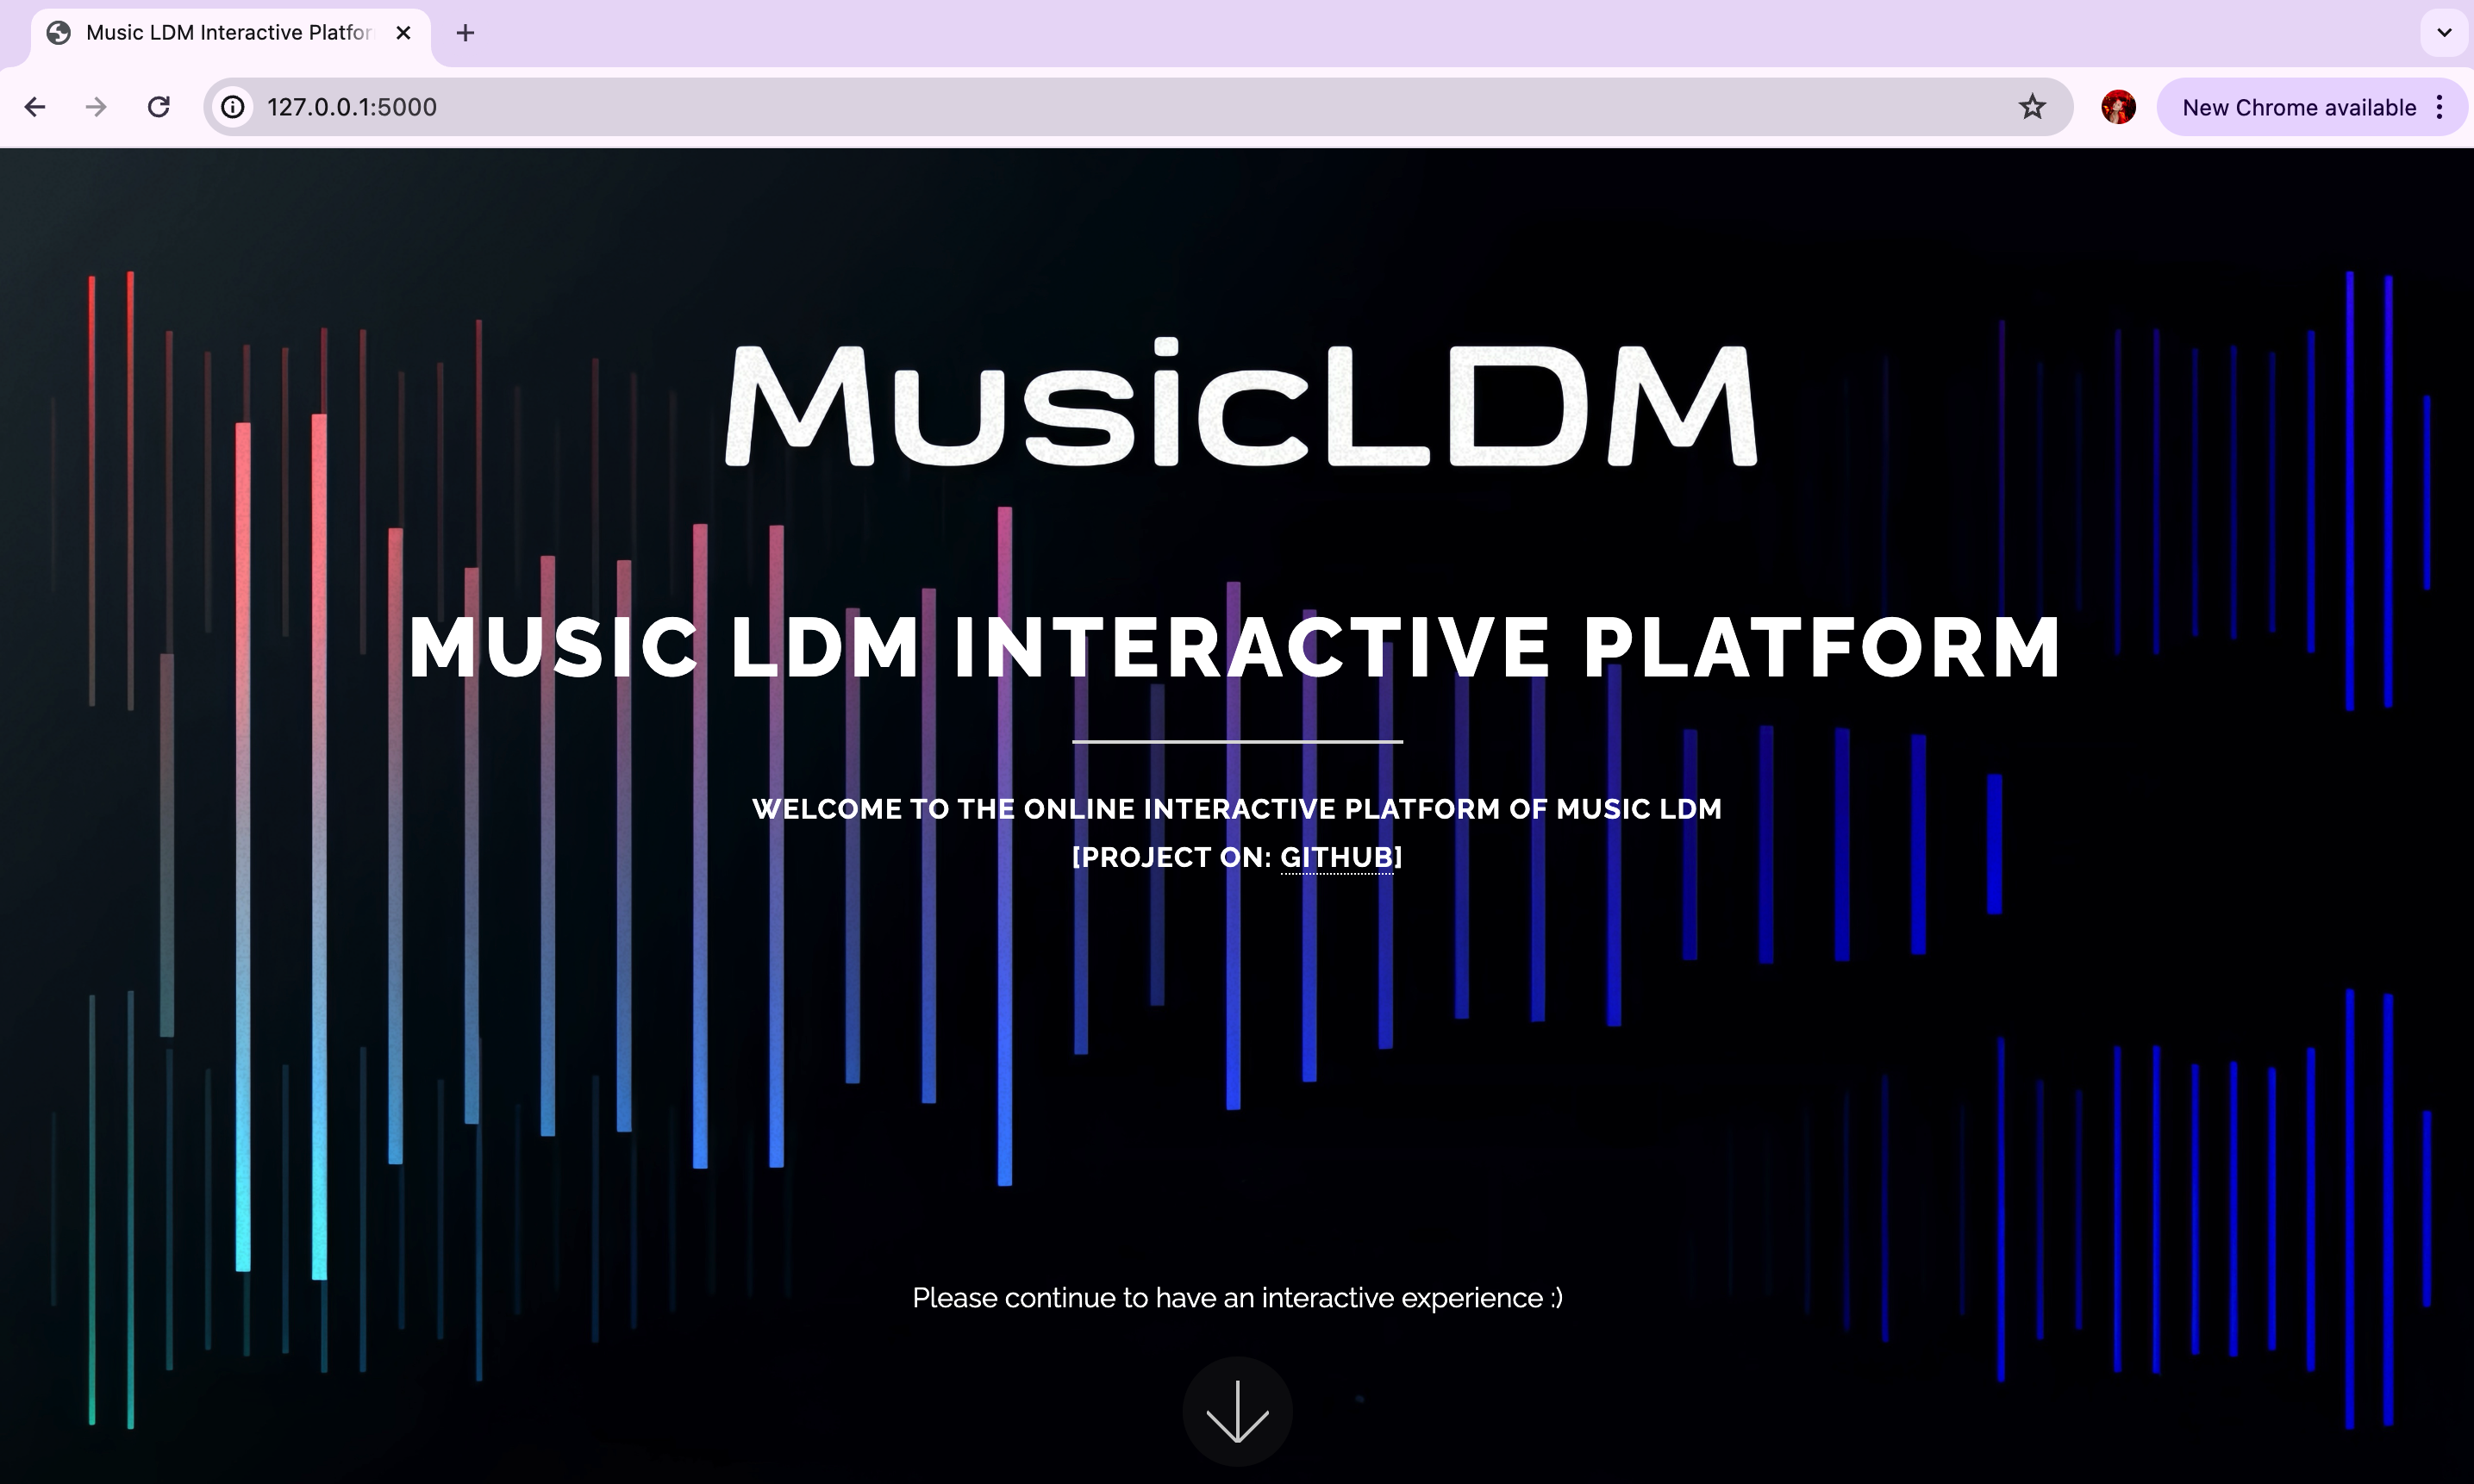 Music LDM Interactive Platfor
127.0.0.1:5000
New Chrome available
MusicLDM
MUSIC LDM INTERACTIVE PLATFORM
WELCOME TO THE ONLINE INTERACTIVE PLATFORM OF MUSIC LDM
[PROJECT ON: GITHUB]
Please continue to have an interactive experience :)